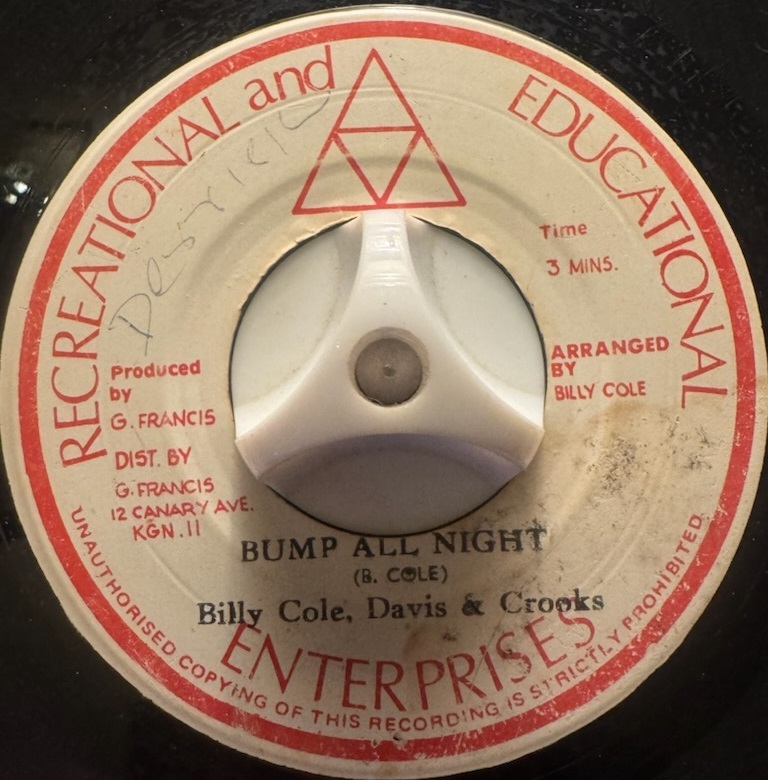 RECREATIONAL and EDUCATIONAL
Time
3 MINS.
Produced
by
G. FRANCIS
DIST. BY
G. FRANCIS
12 CANARY AVE.
KGN. 11
ARRANGED
BY
BILLY COLE
BUMP ALL NIGHT
(B. COLE)
Billy Cole, Davis & Crooks
ENTERPRISES
UNAUTHORISED COPYING OF THIS RECORDING IS STRICTLY PROHIBITED